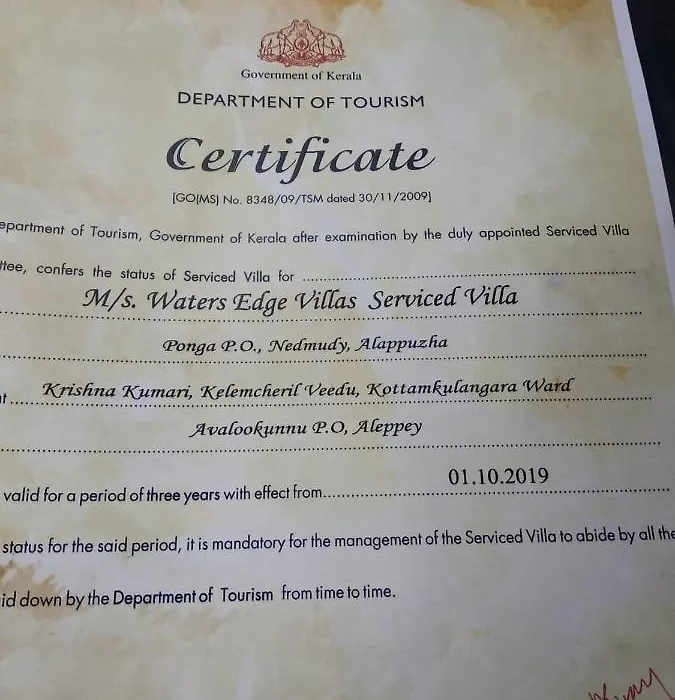 Government of Kerala
DEPARTMENT OF TOURISM
Certificate
[GO(MS) No. 8348/09/TSM dated 30/11/2009]
epartment of Tourism, Government of Kerala after examination by the duly appointed Serviced Villa
ttee, confers the status of Serviced Villa for
M/s. Waters Edge Villas Serviced Villa
Ponga P.O., Nedmudy, Alappuzha
t Krishna Kumari, Kelemcheril Veedu, Kottamkulangara Ward
Avalookunnu P.O, Aleppey
valid for a period of three years with effect from 01.10.2019
status for the said period, it is mandatory for the management of the Serviced Villa to abide by all the
id down by the Department of Tourism from time to time.